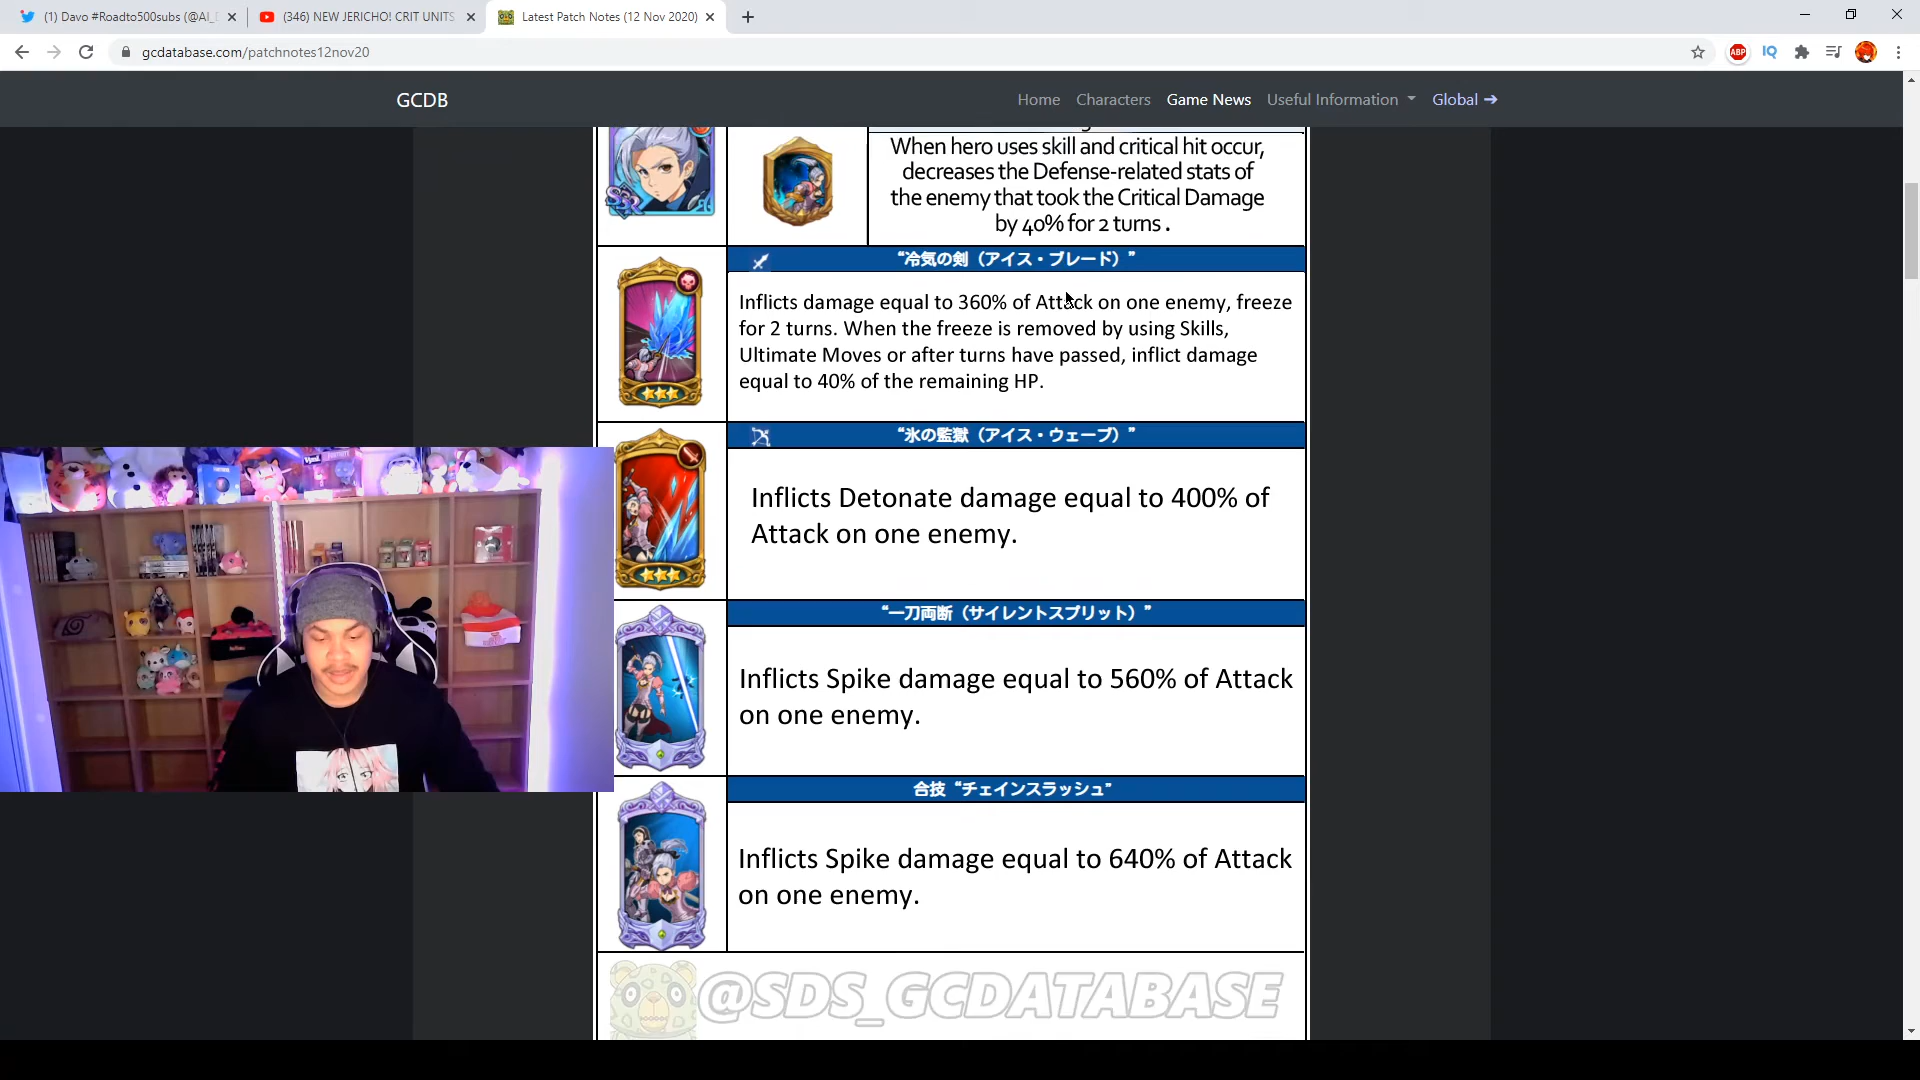 (1) Davo #Roadto500subs (@AI_D
(346) NEW JERICHO! CRIT UNITS
Latest Patch Notes (12 Nov 2020)
gcdatabase.com/patchnotes12nov20
ABP
IQ
GCDB
Home
Characters
Game News
Useful Information
Global
When hero uses skill and critical hit occur,
decreases the Defense-related stats of
the enemy that took the Critical Damage
by 40% for 2 turns .
SSR
“冷気の剣（アイス・ブレード）”
Inflicts damage equal to 360% of Attack on one enemy, freeze
for 2 turns. When the freeze is removed by using Skills,
Ultimate Moves or after turns have passed, inflict damage
equal to 40% of the remaining HP.
“氷の監獄（アイス・ウェーブ）”
Inflicts Detonate damage equal to 400% of
Attack on one enemy.
“一刀両断（サイレントスプリット）”
Inflicts Spike damage equal to 560% of Attack
on one enemy.
合技“チェインスラッシュ”
Inflicts Spike damage equal to 640% of Attack
on one enemy.
@SDS_GCDATABASE